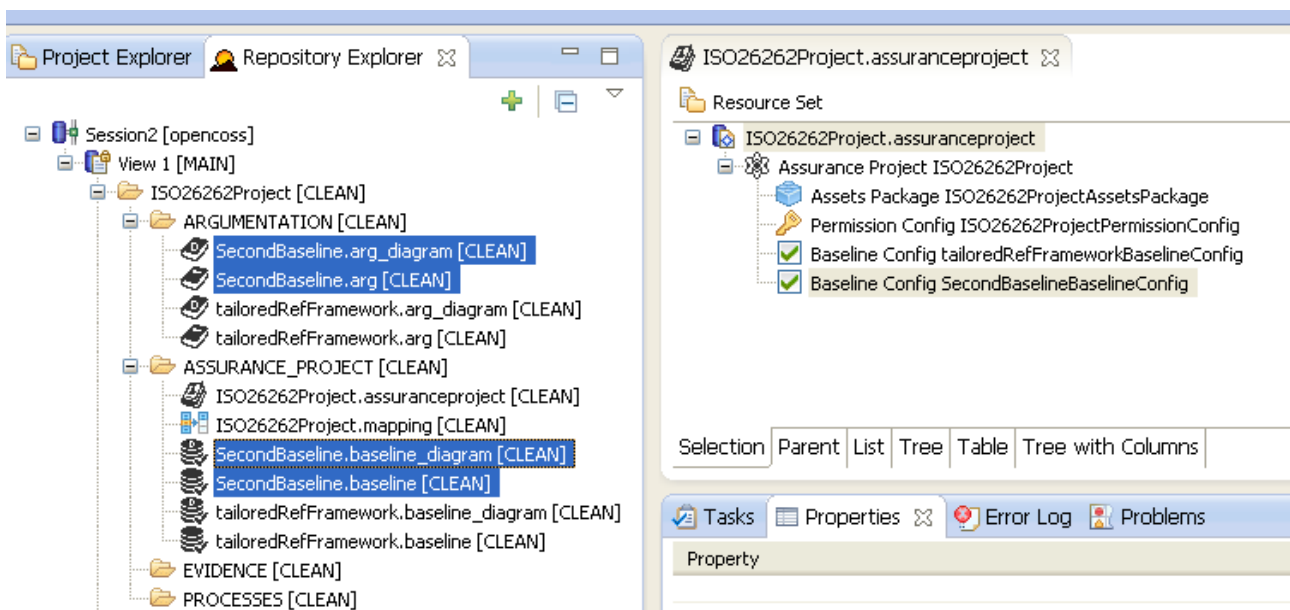 Project Explorer
Repository Explorer
Session2 [opencoss]
View 1 [MAIN]
ISO26262Project [CLEAN]
ARGUMENTATION [CLEAN]
SecondBaseline.arg_diagram [CLEAN]
SecondBaseline.arg [CLEAN]
tailoredRefFramework.arg_diagram [CLEAN]
tailoredRefFramework.arg [CLEAN]
ASSURANCE_PROJECT [CLEAN]
ISO26262Project.assuranceproject [CLEAN]
ISO26262Project.mapping [CLEAN]
SecondBaseline.baseline_diagram [CLEAN]
SecondBaseline.baseline [CLEAN]
tailoredRefFramework.baseline_diagram [CLEAN]
tailoredRefFramework.baseline [CLEAN]
EVIDENCE [CLEAN]
PROCESSES [CLEAN]
ISO26262Project.assuranceproject
Resource Set
ISO26262Project.assuranceproject
Assurance Project ISO26262Project
Assets Package ISO26262ProjectAssetsPackage
Permission Config ISO26262ProjectPermissionConfig
Baseline Config tailoredRefFrameworkBaselineConfig
Baseline Config SecondBaselineBaselineConfig
Selection Parent List Tree Table Tree with Columns
Tasks Properties Error Log Problems
Property